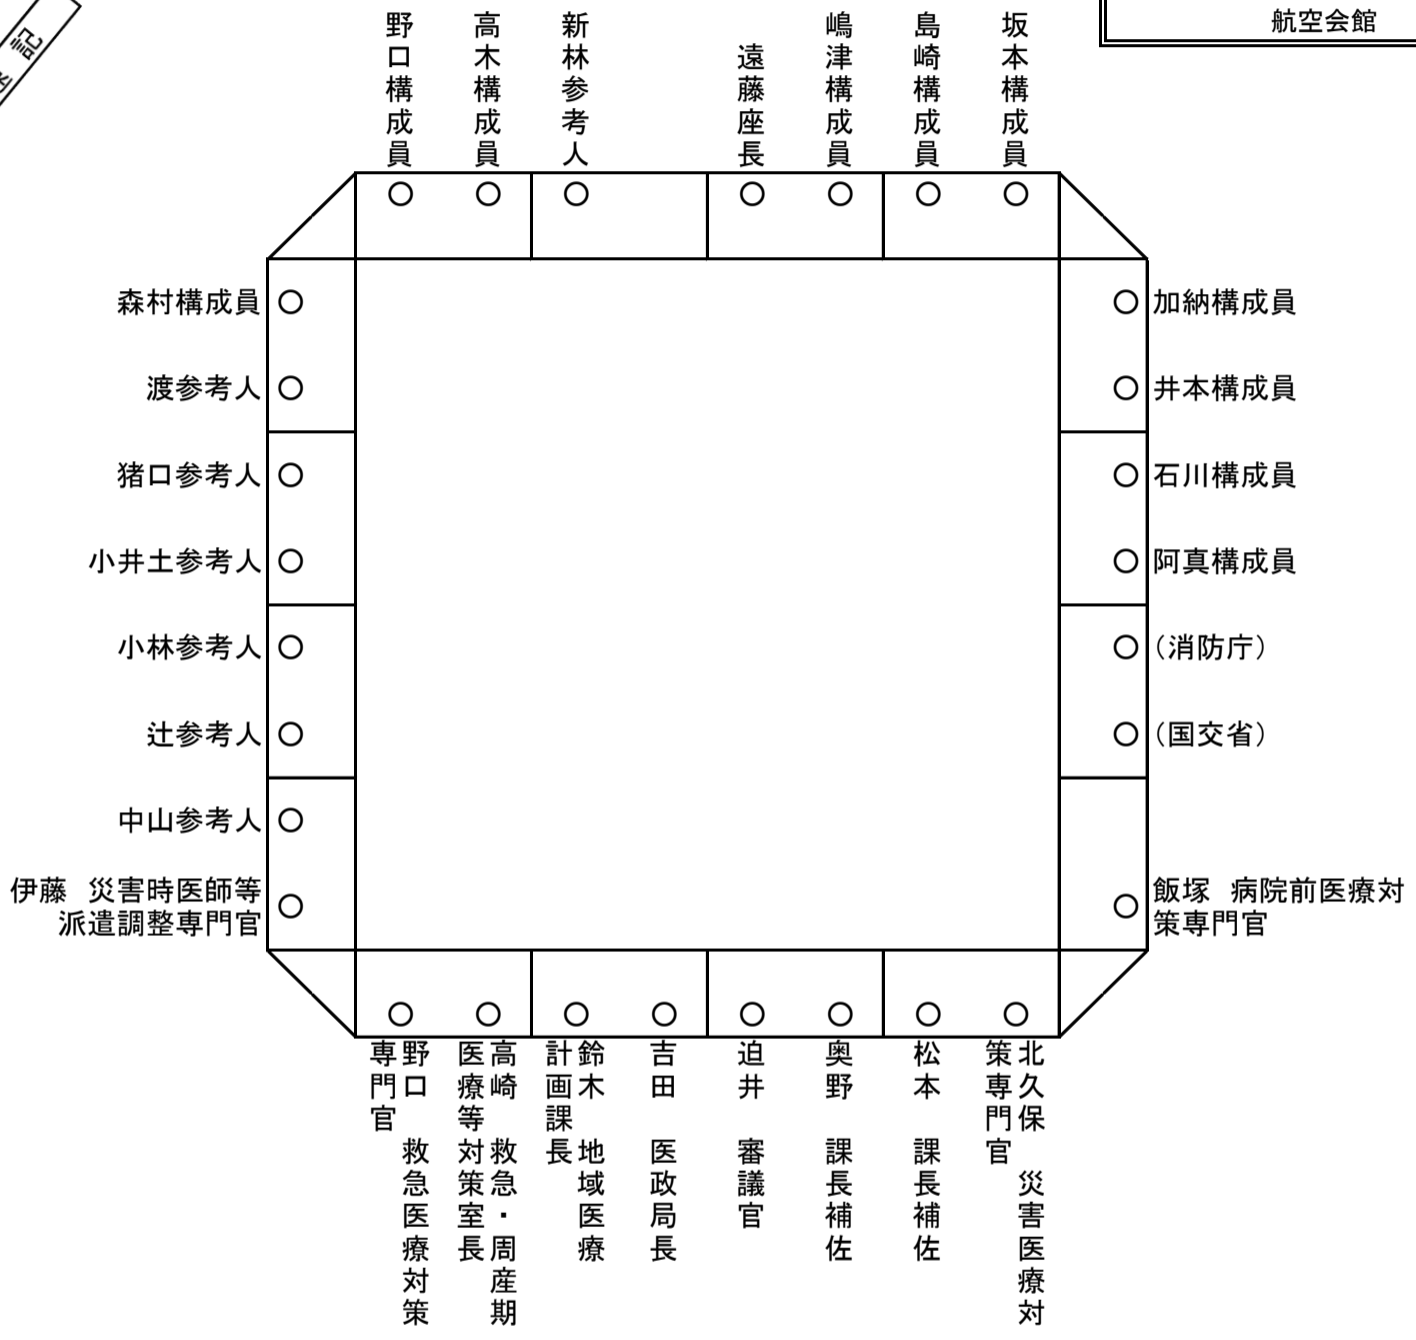 記
航空会館
野口構成員
高木構成員
新林参考人
遠藤座長
嶋津構成員
島崎構成員
坂本構成員
森村構成員
渡参考人
猪口参考人
小井土参考人
小林参考人
辻参考人
中山参考人
伊藤 災害時医師等
派遣調整専門官
加納構成員
井本構成員
石川構成員
阿真構成員
(消防庁)
(国交省)
飯塚 病院前医療対
策専門官
野口 救急医療対策
専門官
高崎 救急・周産期
医療等対策室長
鈴木 地域医療
計画課長
吉田 医政局長
迫井 審議官
奥野 課長補佐
松本 課長補佐
北久保 災害医療対
策専門官